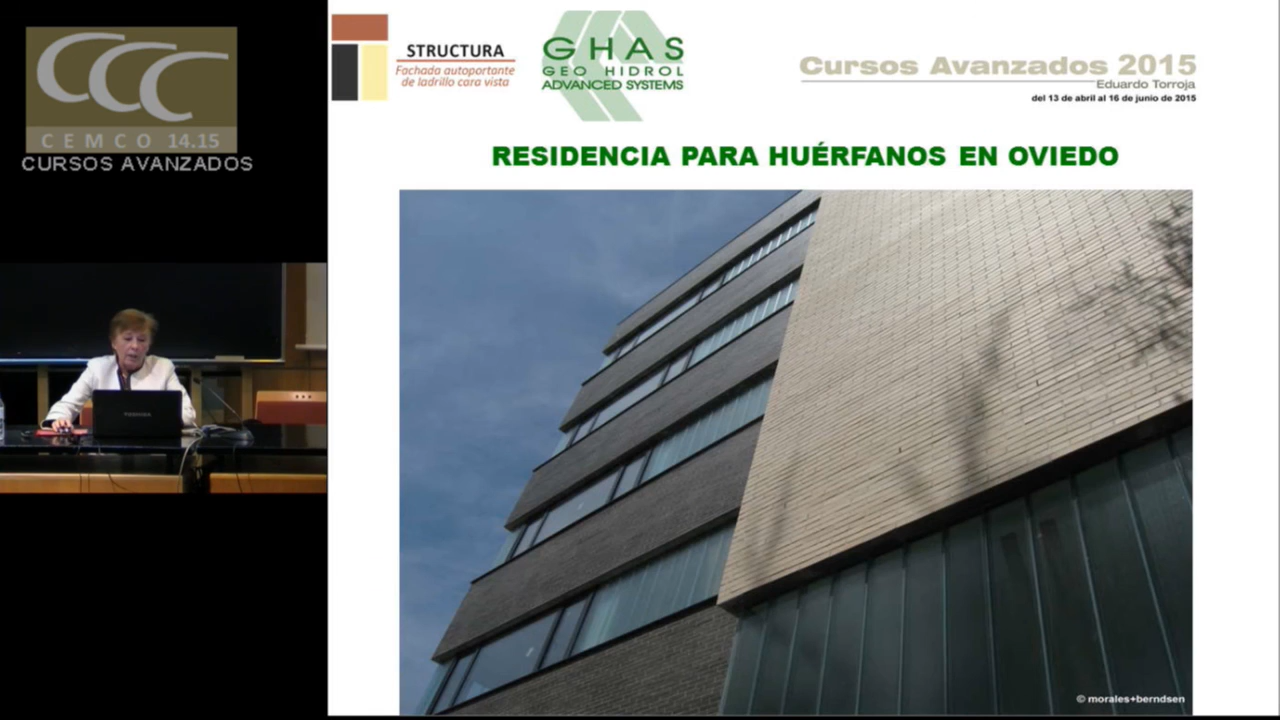 CCC
CEMCO 14.15
CURSOS AVANZADOS
STRUCTURA
Fachada autoportante
de ladrillo cara vista
GHAS
GEO HIDROL
ADVANCED SYSTEMS
Cursos Avanzados 2015
Eduardo Torroja
del 13 de abril al 16 de junio de 2015
RESIDENCIA PARA HUÉRFANOS EN OVIEDO
TOSHIBA
© morales+berndsen